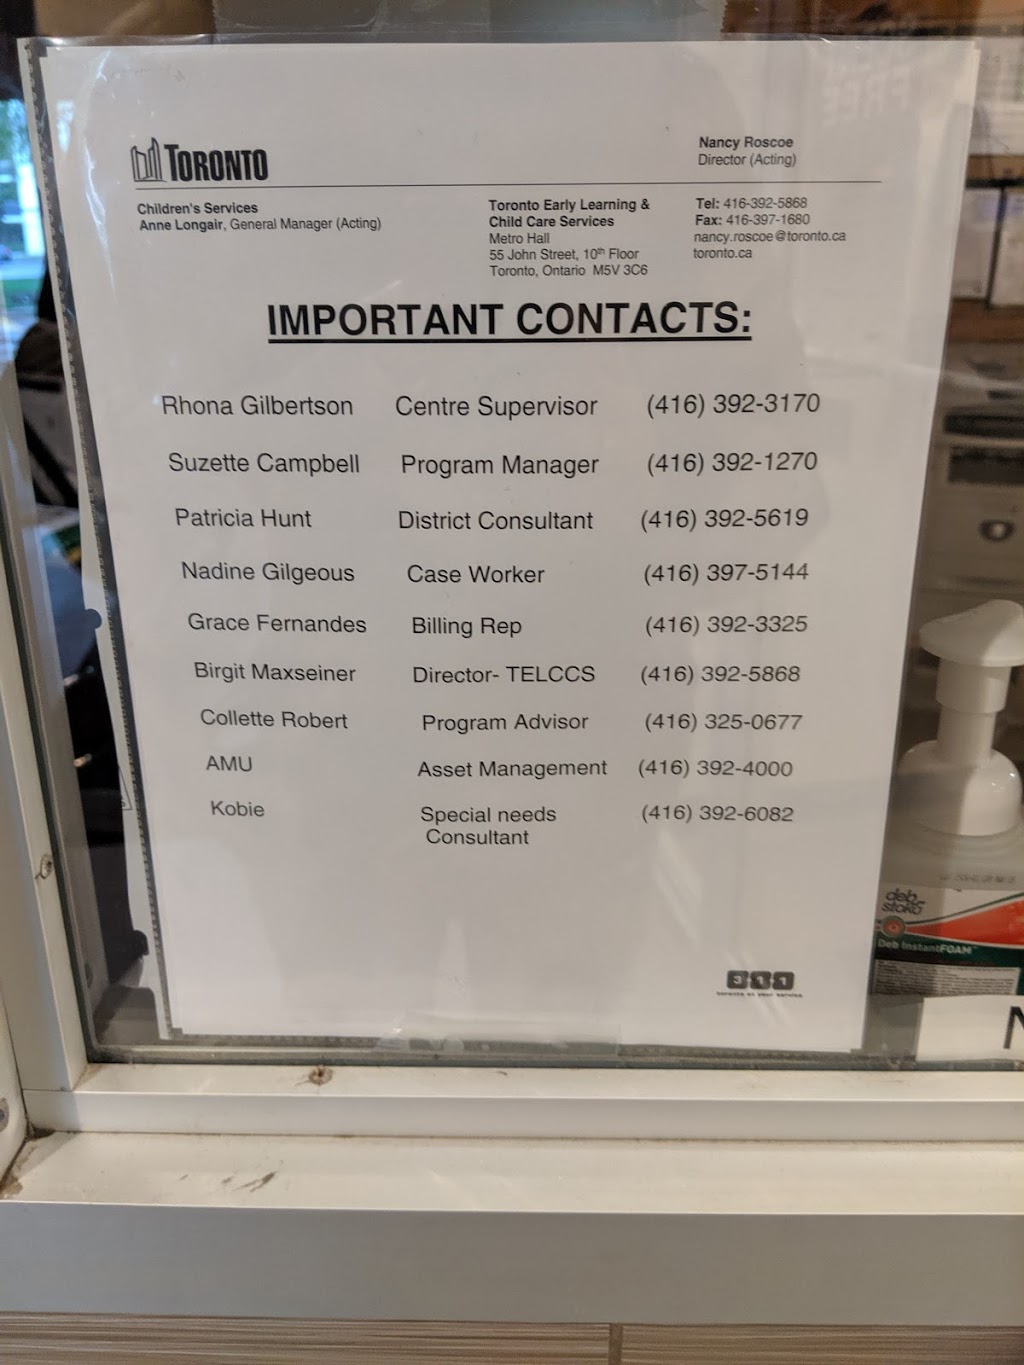 TORONTO
Nancy Roscoe
Director (Acting)
Children's Services
Anne Longair, General Manager (Acting)
Toronto Early Learning &
Child Care Services
Metro Hall
55 John Street, 10th Floor
Toronto, Ontario M5V 3C6
Tel: 416-392-5868
Fax: 416-397-1680
nancy.roscoe@toronto.ca
toronto.ca
IMPORTANT CONTACTS:
Rhona Gilbertson Centre Supervisor (416) 392-3170
Suzette Campbell Program Manager (416) 392-1270
Patricia Hunt District Consultant (416) 392-5619
Nadine Gilgeous Case Worker (416) 397-5144
Grace Fernandes Billing Rep (416) 392-3325
Birgit Maxseiner Director- TELCCS (416) 392-5868
Collette Robert Program Advisor (416) 325-0677
AMU Asset Management (416) 392-4000
Kobie Special needs (416) 392-6082
Consultant
311
toronto at your service
deb
stoko
Deb InstantFOAM
FREE